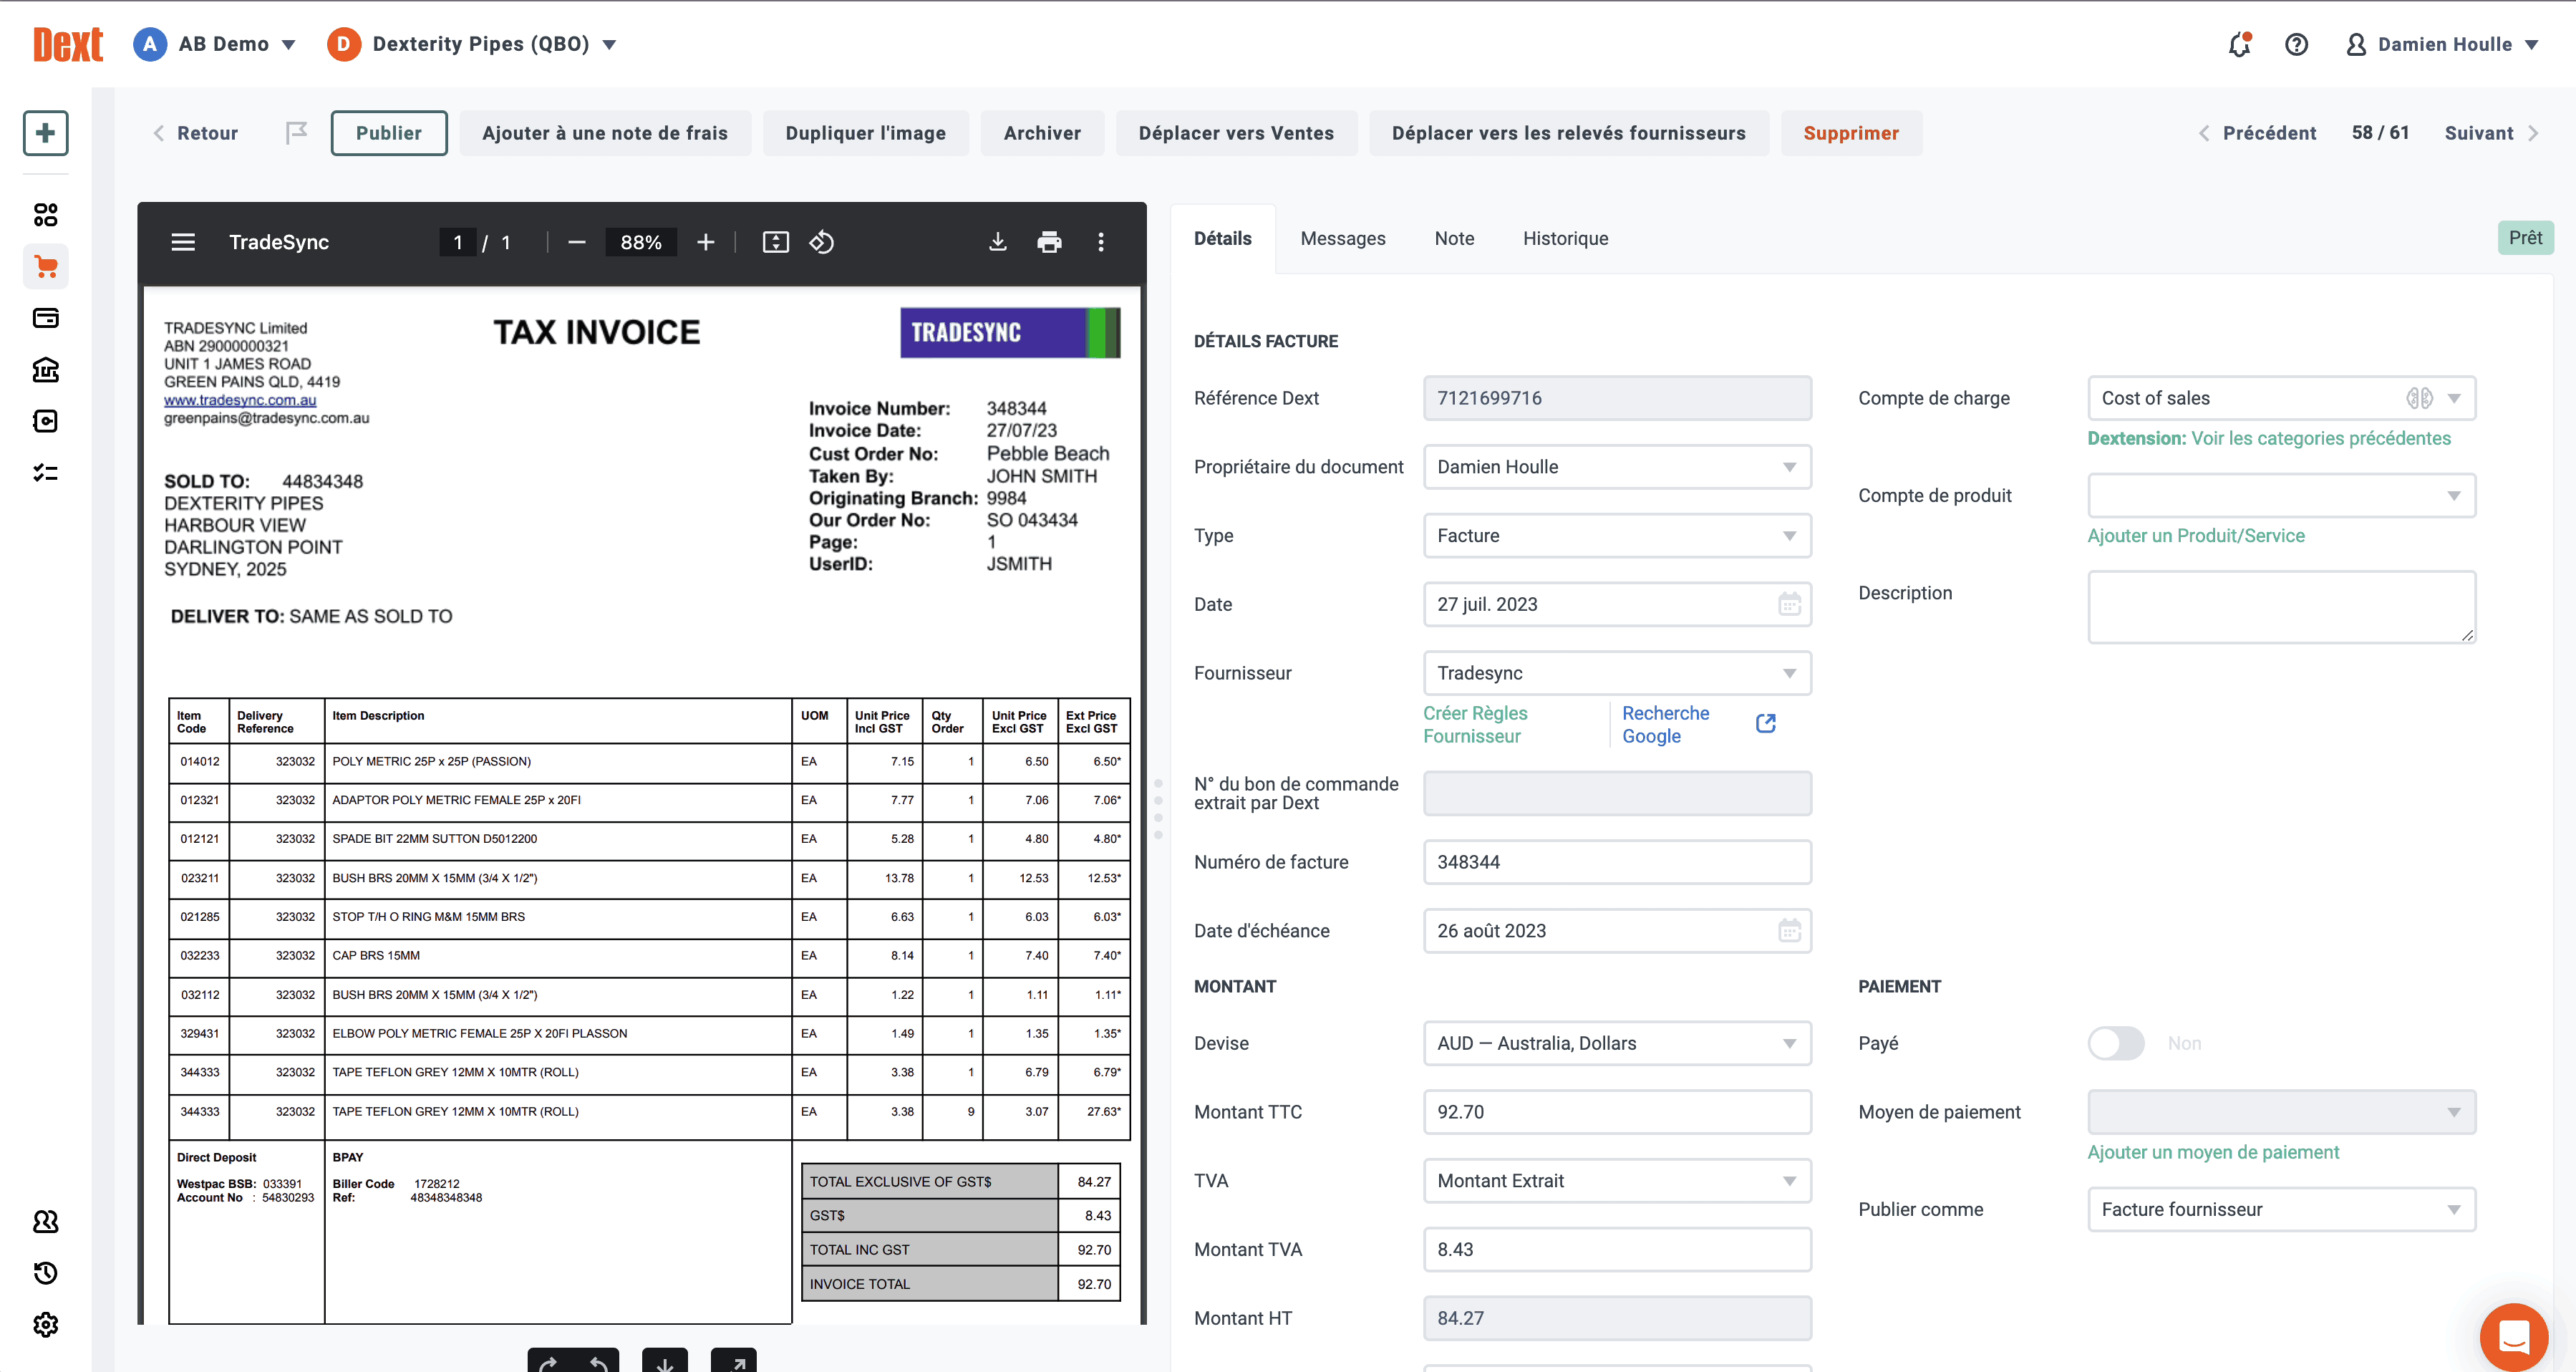 Dext
A AB Demo
D Dexterity Pipes (QBO)
Damien Houlle
Retour
Publier
Ajouter à une note de frais
Dupliquer l'image
Archiver
Déplacer vers Ventes
Déplacer vers les relevés fournisseurs
Supprimer
Précédent
58 / 61
Suivant
TradeSync
1 / 1
88%
TRADESYNC Limited
ABN 29000000321
UNIT 1 JAMES ROAD
GREEN PAINS QLD, 4419
www.tradesync.com.au
greenpains@tradesync.com.au
TAX INVOICE
TRADESYNC
Invoice Number: 348344
Invoice Date: 27/07/23
Cust Order No: Pebble Beach
Taken By: JOHN SMITH
Originating Branch: 9984
Our Order No: SO 043434
Page: 1
UserID: JSMITH
SOLD TO: 44834348
DEXTERITY PIPES
HARBOUR VIEW
DARLINGTON POINT
SYDNEY, 2025
DELIVER TO: SAME AS SOLD TO
Item Code Delivery Reference Item Description UOM Unit Price Incl GST Qty Order Unit Price Excl GST Ext Price Excl GST
014012 323032 POLY METRIC 25P x 25P (PASSION) EA 7.15 1 6.50 6.50*
012321 323032 ADAPTOR POLY METRIC FEMALE 25P x 20FI EA 7.77 1 7.06 7.06*
012121 323032 SPADE BIT 22MM SUTTON D5012200 EA 5.28 1 4.80 4.80*
023211 323032 BUSH BRS 20MM X 15MM (3/4 X 1/2") EA 13.78 1 12.53 12.53*
021285 323032 STOP T/H O RING M&M 15MM BRS EA 6.63 1 6.03 6.03*
032233 323032 CAP BRS 15MM EA 8.14 1 7.40 7.40*
032112 323032 BUSH BRS 20MM X 15MM (3/4 X 1/2") EA 1.22 1 1.11 1.11*
329431 323032 ELBOW POLY METRIC FEMALE 25P X 20FI PLASSON EA 1.49 1 1.35 1.35*
344333 323032 TAPE TEFLON GREY 12MM X 10MTR (ROLL) EA 3.38 1 6.79 6.79*
344333 323032 TAPE TEFLON GREY 12MM X 10MTR (ROLL) EA 3.38 9 3.07 27.63*
Direct Deposit
Westpac BSB: 033391
Account No : 54830293
BPAY
Biller Code 1728212
Ref: 48348348348
TOTAL EXCLUSIVE OF GST$ 84.27
GST$ 8.43
TOTAL INC GST 92.70
INVOICE TOTAL 92.70
Détails
Messages
Note
Historique
Prêt
DÉTAILS FACTURE
Référence Dext 7121699716
Propriétaire du document Damien Houlle
Type Facture
Date 27 juil. 2023
Fournisseur Tradesync
Créer Règles
Fournisseur
Recherche
Google
N° du bon de commande
extrait par Dext
Numéro de facture 348344
Date d'échéance 26 août 2023
Compte de charge Cost of sales
Dextension: Voir les categories précédentes
Compte de produit
Ajouter un Produit/Service
Description
MONTANT
Devise AUD — Australia, Dollars
Montant TTC 92.70
TVA Montant Extrait
Montant TVA 8.43
Montant HT 84.27
PAIEMENT
Payé Non
Moyen de paiement
Ajouter un moyen de paiement
Publier comme Facture fournisseur